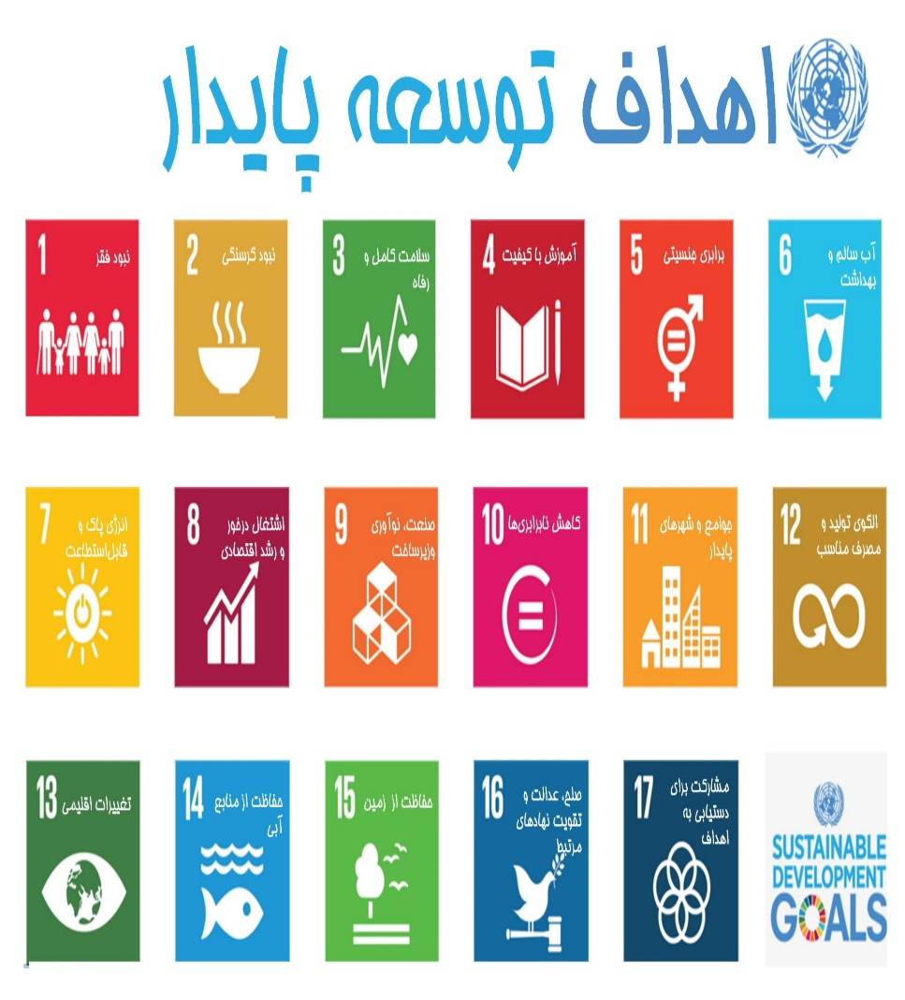 اهداف توسعه پایدار
1
نبود فقر
2
نبود گرسنگی
3
سلامت کامل و
رفاه
4
آموزش با کیفیت
5
برابری جنسیتی
6
آب سالم و
بهداشت
7
انرژی پاک و
قابل‌استطاعت
8
اشتغال درخور
و رشد اقتصادی
9
صنعت، نوآوری
وزیرساخت
10
کاهش نابرابری‌ها
11
جوامع و شهرهای
پایدار
12
الگوی تولید و
مصرف مناسب
13
تغییرات اقلیمی
14
حفاظت از منابع
آبی
15
حفاظت از زمین
16
صلح، عدالت و
تقویت نهادهای
مرتبط
17
مشارکت برای
دستیابی به
اهداف
SUSTAINABLE
DEVELOPMENT
GOALS